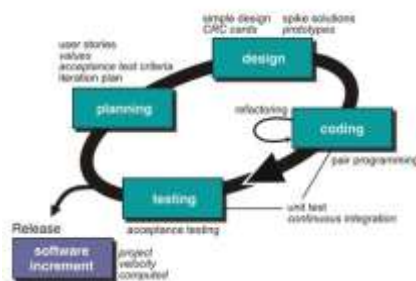 simple design
CRC cards
spike solutions
prototypes
user stories
values
acceptance test criteria
iteration plan
design
planning
refactoring
coding
pair programming
testing
unit test
continuous integration
acceptance testing
Release
software
increment
project
velocity
computed